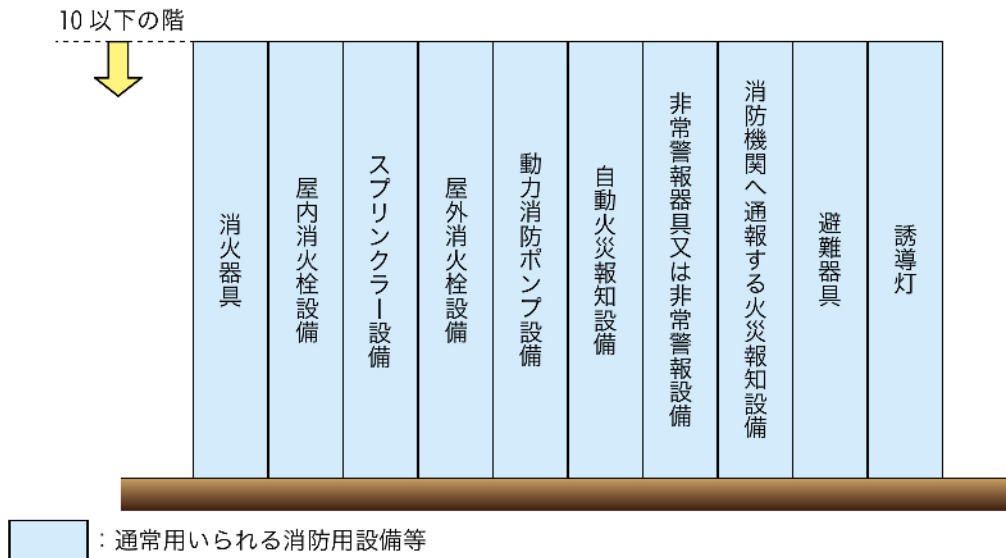 10以下の階
消火器具
屋内消火栓設備
スプリンクラー設備
屋外消火栓設備
動力消防ポンプ設備
自動火災報知設備
非常警報器具又は非常警報設備
消防機関へ通報する火災報知設備
避難器具
誘導灯
：通常用いられる消防用設備等